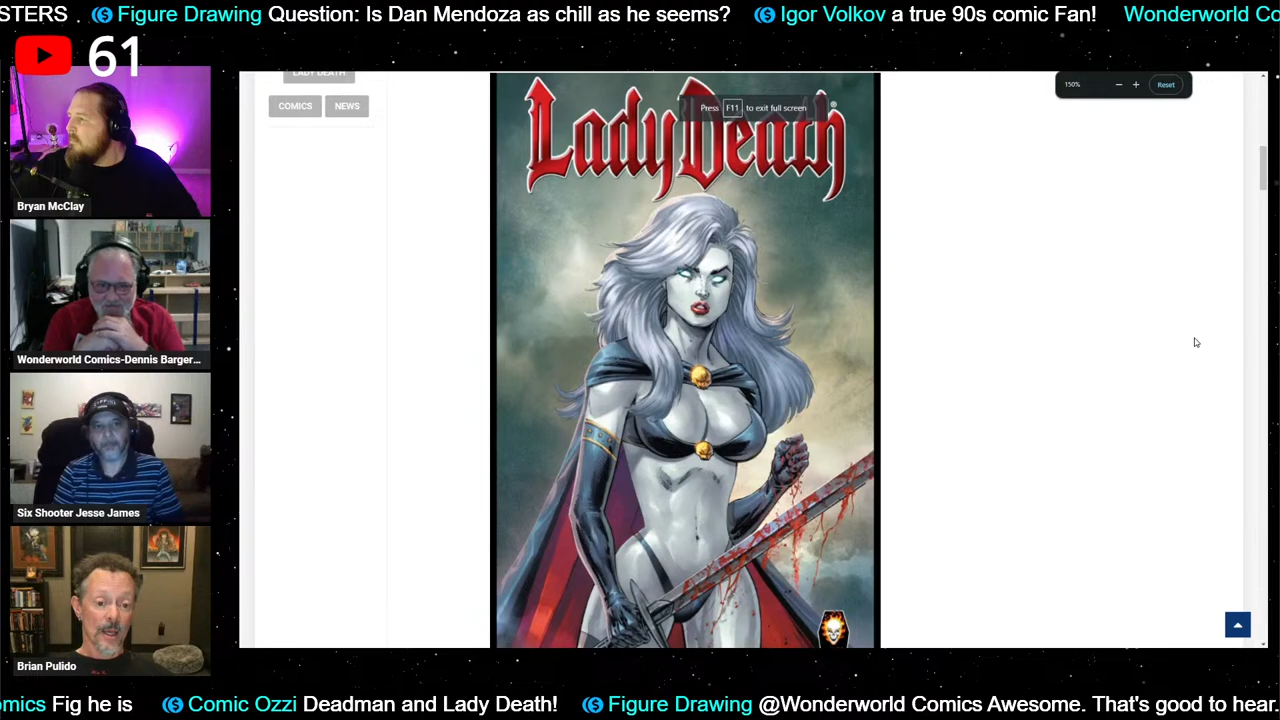 STERS . Figure Drawing Question: Is Dan Mendoza as chill as he seems? Igor Volkov a true 90s comic Fan! Wonderworld Co
61
Bryan McClay
Wonderworld Comics-Dennis Barger...
Six Shooter Jesse James
Brian Pulido
LADY DEATH
COMICS NEWS
Press F11 to exit full screen
150% − + Reset
Lady Death®
omics Fig he is Comic Ozzi Deadman and Lady Death! Figure Drawing @Wonderworld Comics Awesome. That's good to hear.